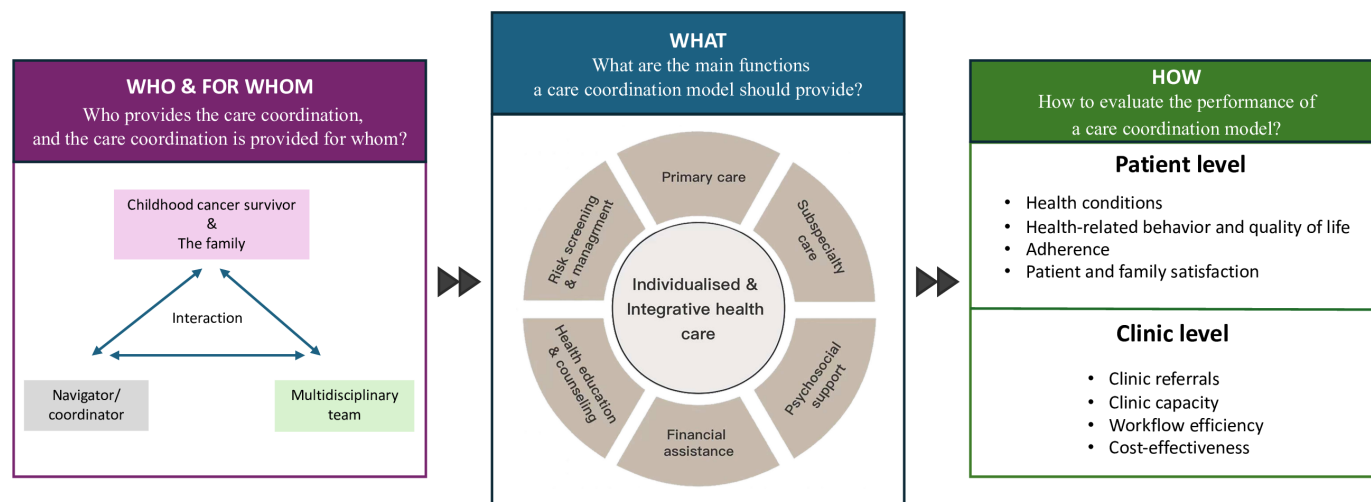 WHO & FOR WHOM
Who provides the care coordination,
and the care coordination is provided for whom?
Childhood cancer survivor
&
The family
Interaction
Navigator/
coordinator
Multidisciplinary
team
WHAT
What are the main functions
a care coordination model should provide?
Primary care
Subspecialty
care
Psychosocial
support
Financial
assistance
Health education
& counseling
Risk screening
& managrment
Individualised &
Integrative health
care
HOW
How to evaluate the performance of
a care coordination model?
Patient level
• Health conditions
• Health-related behavior and quality of life
• Adherence
• Patient and family satisfaction
Clinic level
• Clinic referrals
• Clinic capacity
• Workflow efficiency
• Cost-effectiveness